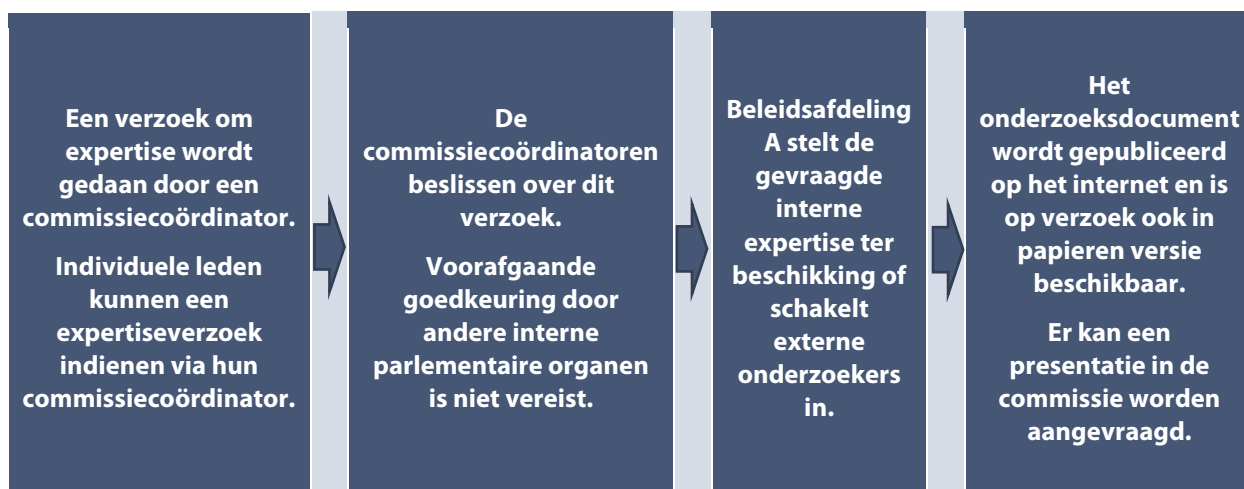 Een verzoek om
expertise wordt
gedaan door een
commissiecoördinator.
Individuele leden
kunnen een
expertiseverzoek
indienen via hun
commissiecoördinator.
De
commissiecoördinatoren
beslissen over dit
verzoek.
Voorafgaande
goedkeuring door
andere interne
parlementaire organen
is niet vereist.
Beleidsafdeling
A stelt de
gevraagde
interne
expertise ter
beschikking of
schakelt
externe
onderzoekers
in.
Het
onderzoeksdocument
wordt gepubliceerd
op het internet en is
op verzoek ook in
papieren versie
beschikbaar.
Er kan een
presentatie in de
commissie worden
aangevraagd.